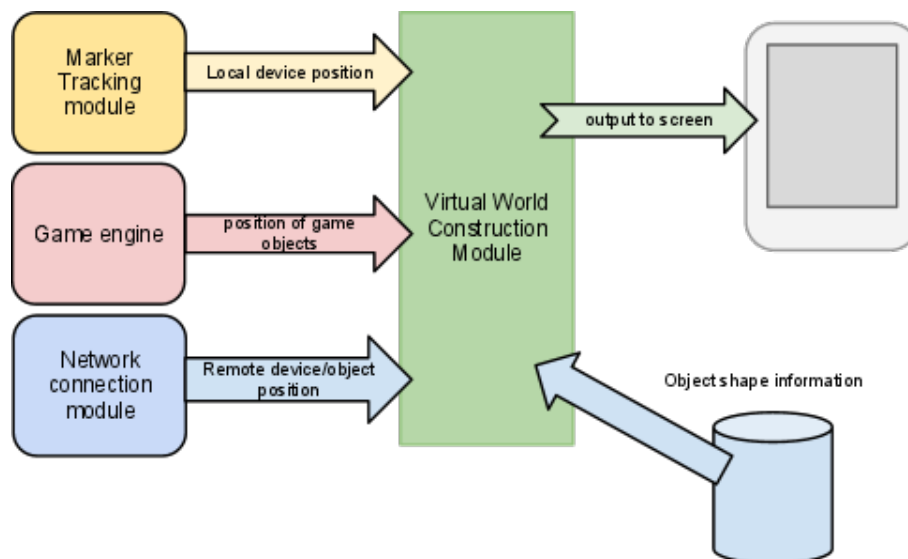 Marker
Tracking
module
Local device position
output to screen
Game engine
position of game
objects
Virtual World
Construction
Module
Network
connection
module
Remote device/object
position
Object shape information